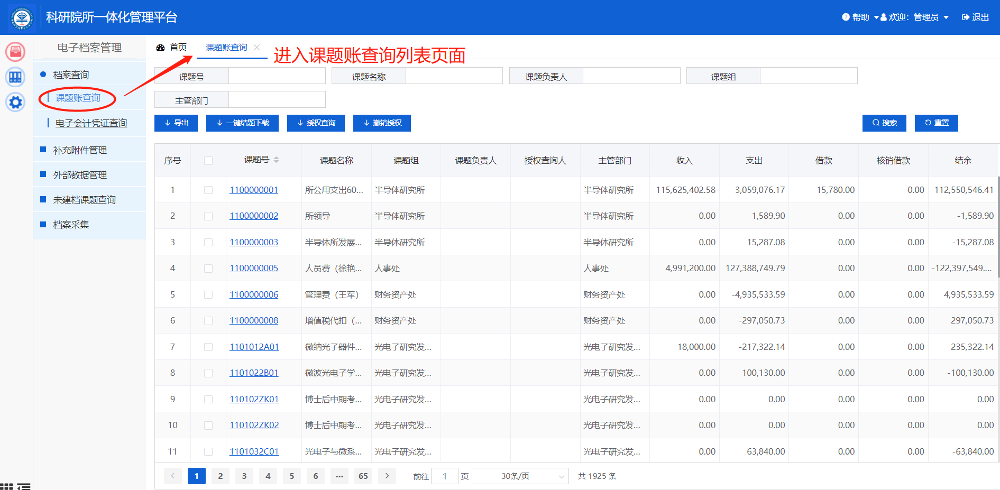 科研院所一体化管理平台
帮助 欢迎：管理员 退出
电子档案管理
首页 课题账查询
进入课题账查询列表页面
档案查询
课题账查询
电子会计凭证查询
补充附件管理
外部数据管理
未建档课题查询
档案采集
课题号 课题名称 课题负责人 课题组
主管部门
导出 一键结题下载 授权查询 撤销授权 搜索 重置
序号 课题号 课题名称 课题组 课题负责人 授权查询人 主管部门 收入 支出 借款 核销借款 结余
1 1100000001 所公用支出60... 半导体研究所 半导体研究所 115,625,402.58 3,059,076.17 15,780.00 0.00 112,550,546.41
2 1100000002 所领导 半导体研究所 半导体研究所 0.00 1,589.90 0.00 0.00 -1,589.90
3 1100000003 半导体所发展... 半导体研究所 半导体研究所 0.00 15,287.08 0.00 0.00 -15,287.08
4 1100000005 人员费（徐艳... 人事处 人事处 4,991,200.00 127,388,749.79 0.00 0.00 -122,397,549....
5 1100000006 管理费（王军） 财务资产处 财务资产处 0.00 -4,935,533.59 0.00 0.00 4,935,533.59
6 1100000008 增值税代扣（... 财务资产处 财务资产处 0.00 -297,050.73 0.00 0.00 297,050.73
7 1101012A01 微纳光子器件... 光电子研究发... 光电子研究发... 18,000.00 -217,322.14 0.00 0.00 235,322.14
8 1101022B01 微波光电子学... 光电子研究发... 光电子研究发... 0.00 100,130.00 0.00 0.00 -100,130.00
9 110102ZK01 博士后中期考... 光电子研究发... 光电子研究发... 0.00 0.00 0.00 0.00 0.00
10 110102ZK02 博士后中期考... 光电子研究发... 光电子研究发... 0.00 0.00 0.00 0.00 0.00
11 1101032C01 光电子与微系... 光电子研究发... 光电子研究发... 0.00 63,840.00 0.00 0.00 -63,840.00
1 2 3 4 5 6 ... 65 前往 1 页 30条/页 共 1925 条